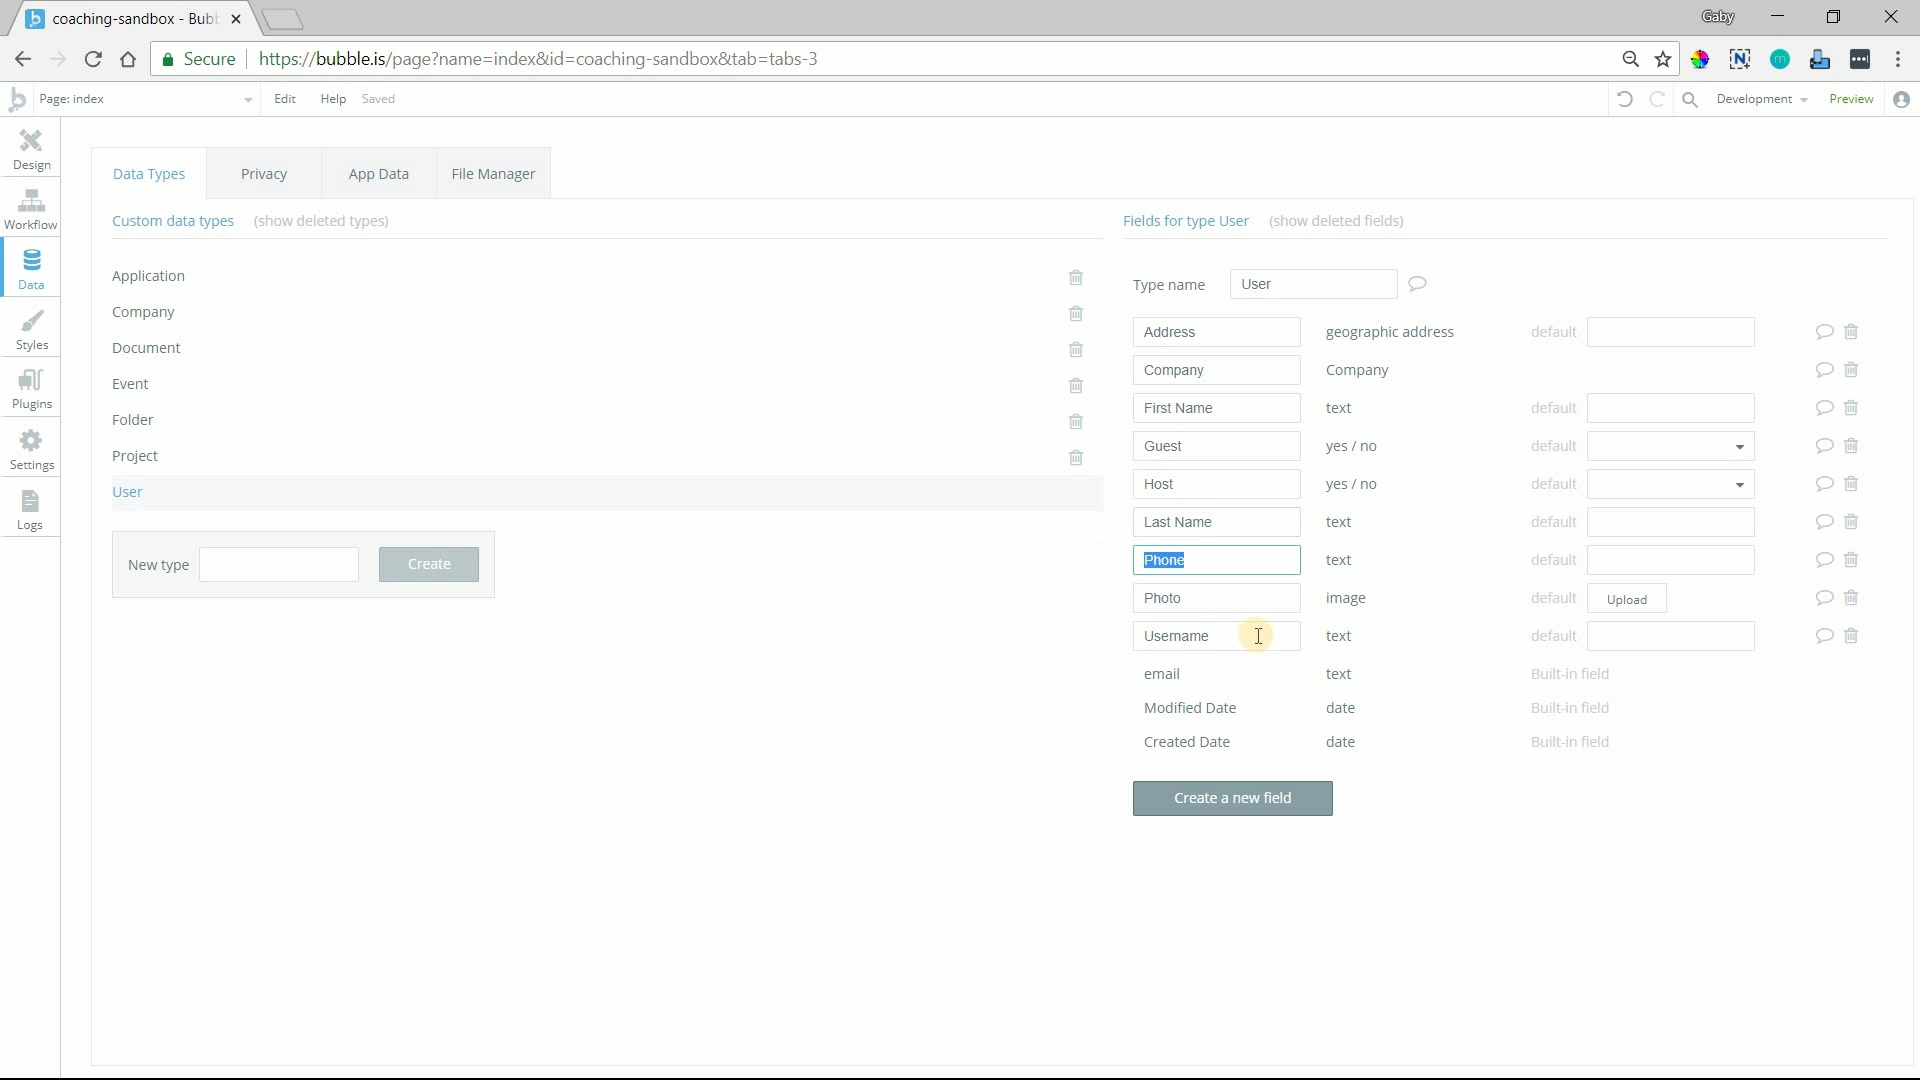 coaching-sandbox - Bub
Gaby
Secure
https://bubble.is/page?name=index&id=coaching-sandbox&tab=tabs-3
Page: index
Edit
Help
Saved
Development
Preview
Design
Workflow
Data
Styles
Plugins
Settings
Logs
Data Types
Privacy
App Data
File Manager
Custom data types (show deleted types)
Application
Company
Document
Event
Folder
Project
User
New type
Create
Fields for type User (show deleted fields)
Type name User
Address geographic address default
Company Company
First Name text default
Guest yes / no default
Host yes / no default
Last Name text default
Phone text default
Photo image default Upload
Username text default
email text Built-in field
Modified Date date Built-in field
Created Date date Built-in field
Create a new field